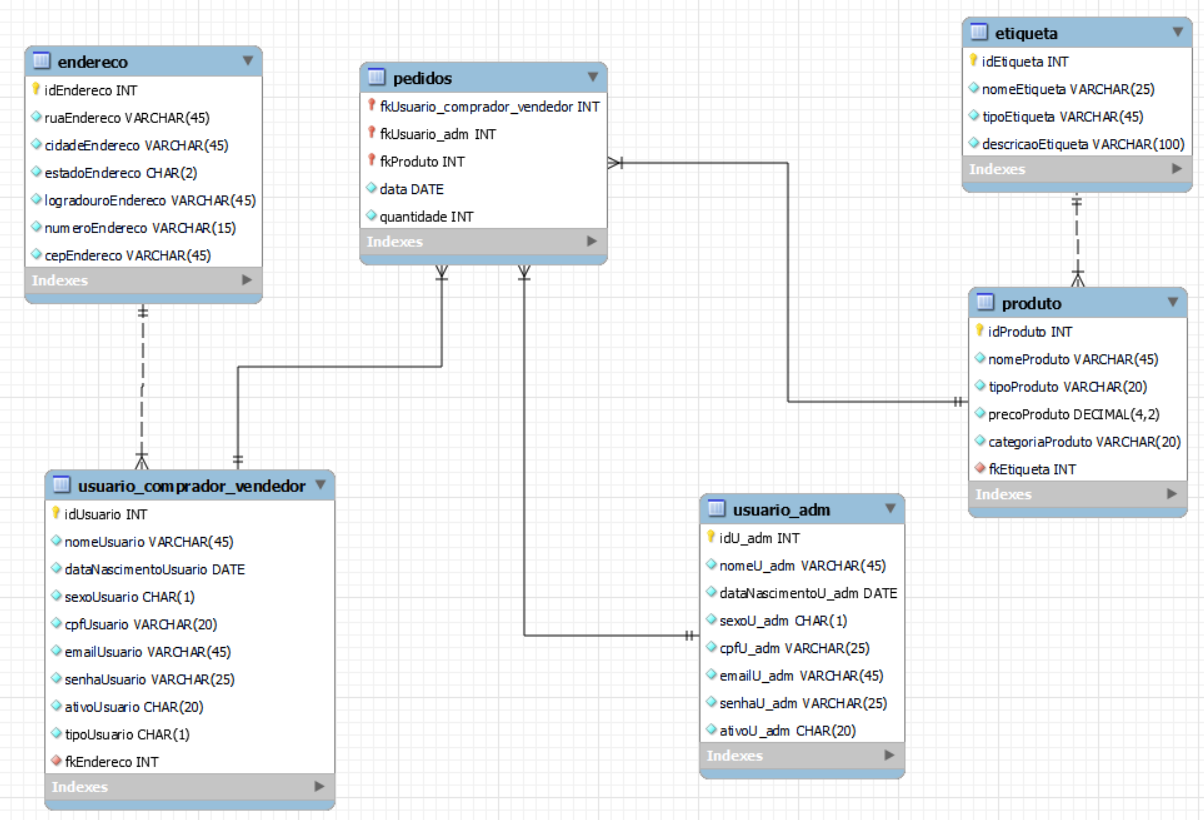 endereco
idEndereco INT
ruaEndereco VARCHAR(45)
cidadeEndereco VARCHAR(45)
estadoEndereco CHAR(2)
logradouroEndereco VARCHAR(45)
numeroEndereco VARCHAR(15)
cepEndereco VARCHAR(45)
Indexes
pedidos
fkUsuario_comprador_vendedor INT
fkUsuario_adm INT
fkProduto INT
data DATE
quantidade INT
Indexes
etiqueta
idEtiqueta INT
nomeEtiqueta VARCHAR(25)
tipoEtiqueta VARCHAR(45)
descricaoEtiqueta VARCHAR(100)
Indexes
produto
idProduto INT
nomeProduto VARCHAR(45)
tipoProduto VARCHAR(20)
precoProduto DECIMAL(4,2)
categoriaProduto VARCHAR(20)
fkEtiqueta INT
Indexes
usuario_comprador_vendedor
idUsuario INT
nomeUsuario VARCHAR(45)
dataNascimentoUsuario DATE
sexoUsuario CHAR(1)
cpfUsuario VARCHAR(20)
emailUsuario VARCHAR(45)
senhaUsuario VARCHAR(25)
ativoUsuario CHAR(20)
tipoUsuario CHAR(1)
fkEndereco INT
Indexes
usuario_adm
idU_adm INT
nomeU_adm VARCHAR(45)
dataNascimentoU_adm DATE
sexoU_adm CHAR(1)
cpfU_adm VARCHAR(25)
emailU_adm VARCHAR(45)
senhaU_adm VARCHAR(25)
ativoU_adm CHAR(20)
Indexes